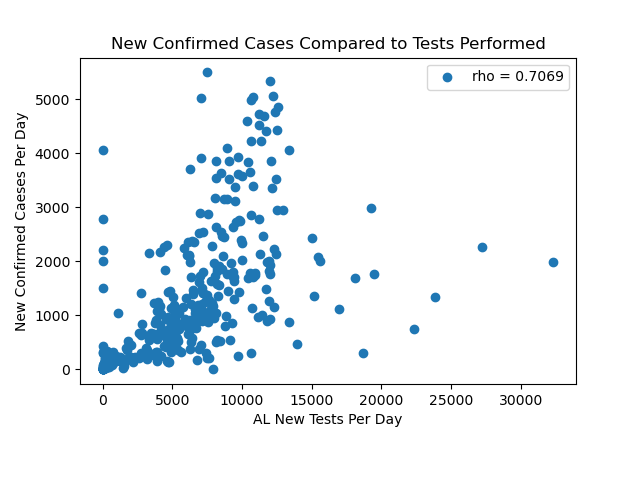 New Confirmed Cases Compared to Tests Performed
rho = 0.7069
New Confirmed Caeses Per Day
5000
4000
3000
2000
1000
0
0 5000 10000 15000 20000 25000 30000
AL New Tests Per Day